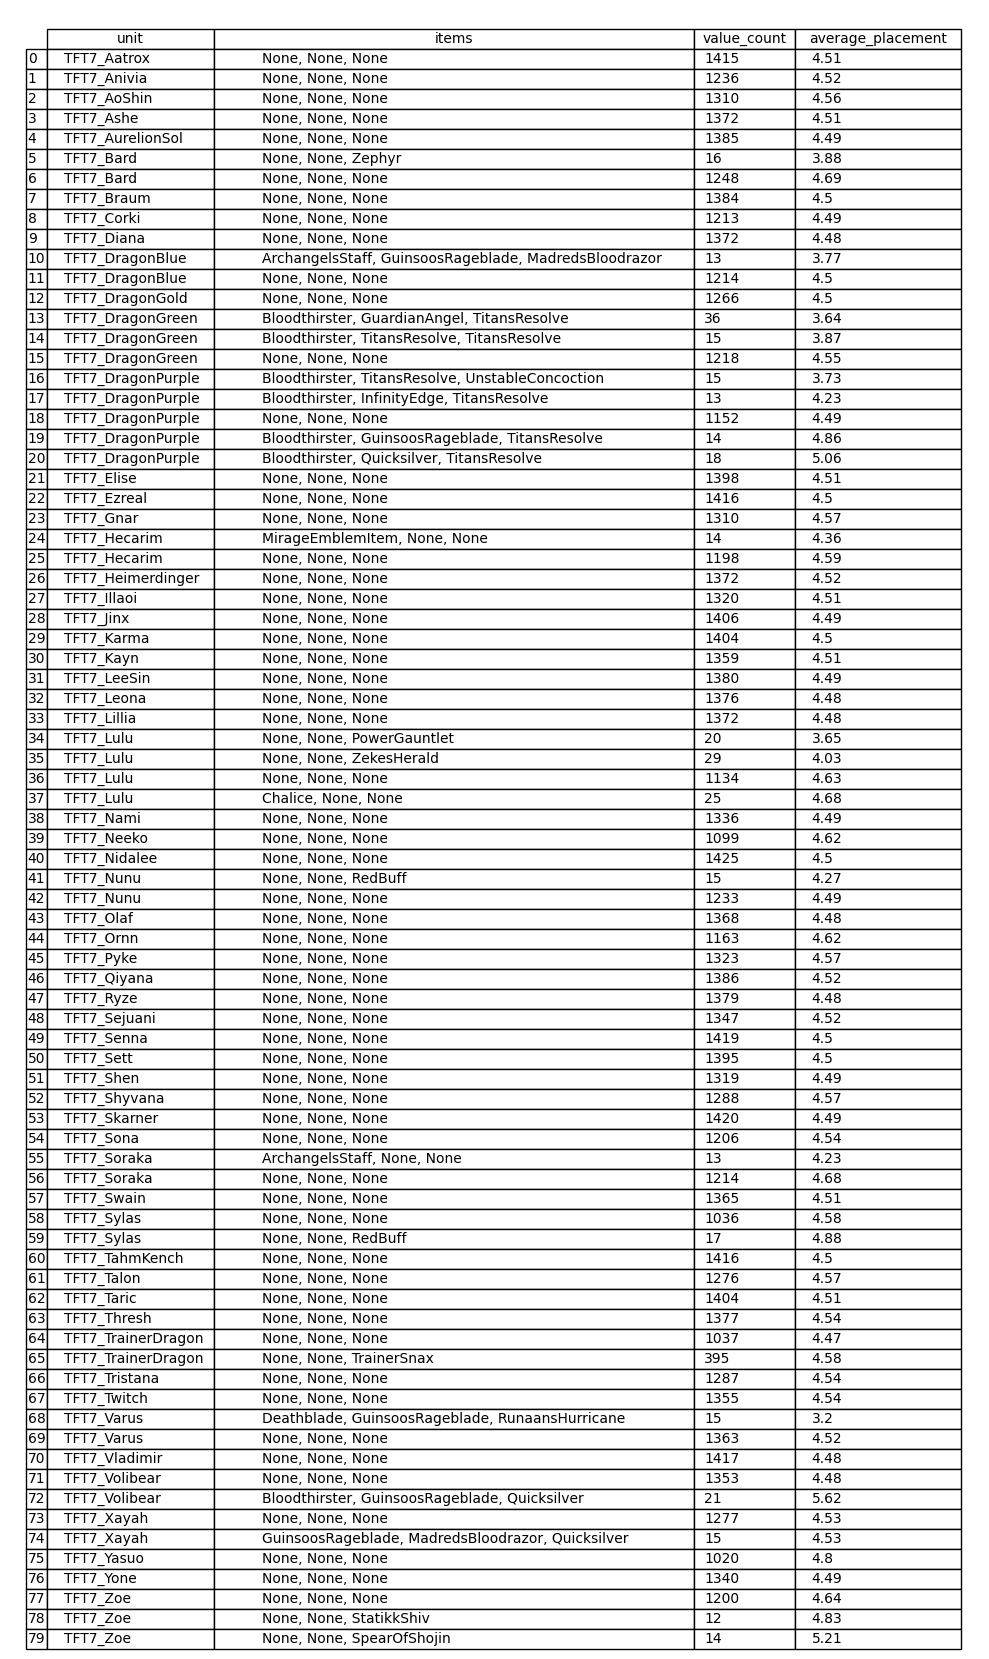 unit items value_count average_placement
0 TFT7_Aatrox None, None, None 1415 4.51
1 TFT7_Anivia None, None, None 1236 4.52
2 TFT7_AoShin None, None, None 1310 4.56
3 TFT7_Ashe None, None, None 1372 4.51
4 TFT7_AurelionSol None, None, None 1385 4.49
5 TFT7_Bard None, None, Zephyr 16 3.88
6 TFT7_Bard None, None, None 1248 4.69
7 TFT7_Braum None, None, None 1384 4.5
8 TFT7_Corki None, None, None 1213 4.49
9 TFT7_Diana None, None, None 1372 4.48
10 TFT7_DragonBlue ArchangelsStaff, GuinsoosRageblade, MadredsBloodrazor 13 3.77
11 TFT7_DragonBlue None, None, None 1214 4.5
12 TFT7_DragonGold None, None, None 1266 4.5
13 TFT7_DragonGreen Bloodthirster, GuardianAngel, TitansResolve 36 3.64
14 TFT7_DragonGreen Bloodthirster, TitansResolve, TitansResolve 15 3.87
15 TFT7_DragonGreen None, None, None 1218 4.55
16 TFT7_DragonPurple Bloodthirster, TitansResolve, UnstableConcoction 15 3.73
17 TFT7_DragonPurple Bloodthirster, InfinityEdge, TitansResolve 13 4.23
18 TFT7_DragonPurple None, None, None 1152 4.49
19 TFT7_DragonPurple Bloodthirster, GuinsoosRageblade, TitansResolve 14 4.86
20 TFT7_DragonPurple Bloodthirster, Quicksilver, TitansResolve 18 5.06
21 TFT7_Elise None, None, None 1398 4.51
22 TFT7_Ezreal None, None, None 1416 4.5
23 TFT7_Gnar None, None, None 1310 4.57
24 TFT7_Hecarim MirageEmblemItem, None, None 14 4.36
25 TFT7_Hecarim None, None, None 1198 4.59
26 TFT7_Heimerdinger None, None, None 1372 4.52
27 TFT7_Illaoi None, None, None 1320 4.51
28 TFT7_Jinx None, None, None 1406 4.49
29 TFT7_Karma None, None, None 1404 4.5
30 TFT7_Kayn None, None, None 1359 4.51
31 TFT7_LeeSin None, None, None 1380 4.49
32 TFT7_Leona None, None, None 1376 4.48
33 TFT7_Lillia None, None, None 1372 4.48
34 TFT7_Lulu None, None, PowerGauntlet 20 3.65
35 TFT7_Lulu None, None, ZekesHerald 29 4.03
36 TFT7_Lulu None, None, None 1134 4.63
37 TFT7_Lulu Chalice, None, None 25 4.68
38 TFT7_Nami None, None, None 1336 4.49
39 TFT7_Neeko None, None, None 1099 4.62
40 TFT7_Nidalee None, None, None 1425 4.5
41 TFT7_Nunu None, None, RedBuff 15 4.27
42 TFT7_Nunu None, None, None 1233 4.49
43 TFT7_Olaf None, None, None 1368 4.48
44 TFT7_Ornn None, None, None 1163 4.62
45 TFT7_Pyke None, None, None 1323 4.57
46 TFT7_Qiyana None, None, None 1386 4.52
47 TFT7_Ryze None, None, None 1379 4.48
48 TFT7_Sejuani None, None, None 1347 4.52
49 TFT7_Senna None, None, None 1419 4.5
50 TFT7_Sett None, None, None 1395 4.5
51 TFT7_Shen None, None, None 1319 4.49
52 TFT7_Shyvana None, None, None 1288 4.57
53 TFT7_Skarner None, None, None 1420 4.49
54 TFT7_Sona None, None, None 1206 4.54
55 TFT7_Soraka ArchangelsStaff, None, None 13 4.23
56 TFT7_Soraka None, None, None 1214 4.68
57 TFT7_Swain None, None, None 1365 4.51
58 TFT7_Sylas None, None, None 1036 4.58
59 TFT7_Sylas None, None, RedBuff 17 4.88
60 TFT7_TahmKench None, None, None 1416 4.5
61 TFT7_Talon None, None, None 1276 4.57
62 TFT7_Taric None, None, None 1404 4.51
63 TFT7_Thresh None, None, None 1377 4.54
64 TFT7_TrainerDragon None, None, None 1037 4.47
65 TFT7_TrainerDragon None, None, TrainerSnax 395 4.58
66 TFT7_Tristana None, None, None 1287 4.54
67 TFT7_Twitch None, None, None 1355 4.54
68 TFT7_Varus Deathblade, GuinsoosRageblade, RunaansHurricane 15 3.2
69 TFT7_Varus None, None, None 1363 4.52
70 TFT7_Vladimir None, None, None 1417 4.48
71 TFT7_Volibear None, None, None 1353 4.48
72 TFT7_Volibear Bloodthirster, GuinsoosRageblade, Quicksilver 21 5.62
73 TFT7_Xayah None, None, None 1277 4.53
74 TFT7_Xayah GuinsoosRageblade, MadredsBloodrazor, Quicksilver 15 4.53
75 TFT7_Yasuo None, None, None 1020 4.8
76 TFT7_Yone None, None, None 1340 4.49
77 TFT7_Zoe None, None, None 1200 4.64
78 TFT7_Zoe None, None, StatikkShiv 12 4.83
79 TFT7_Zoe None, None, SpearOfShojin 14 5.21